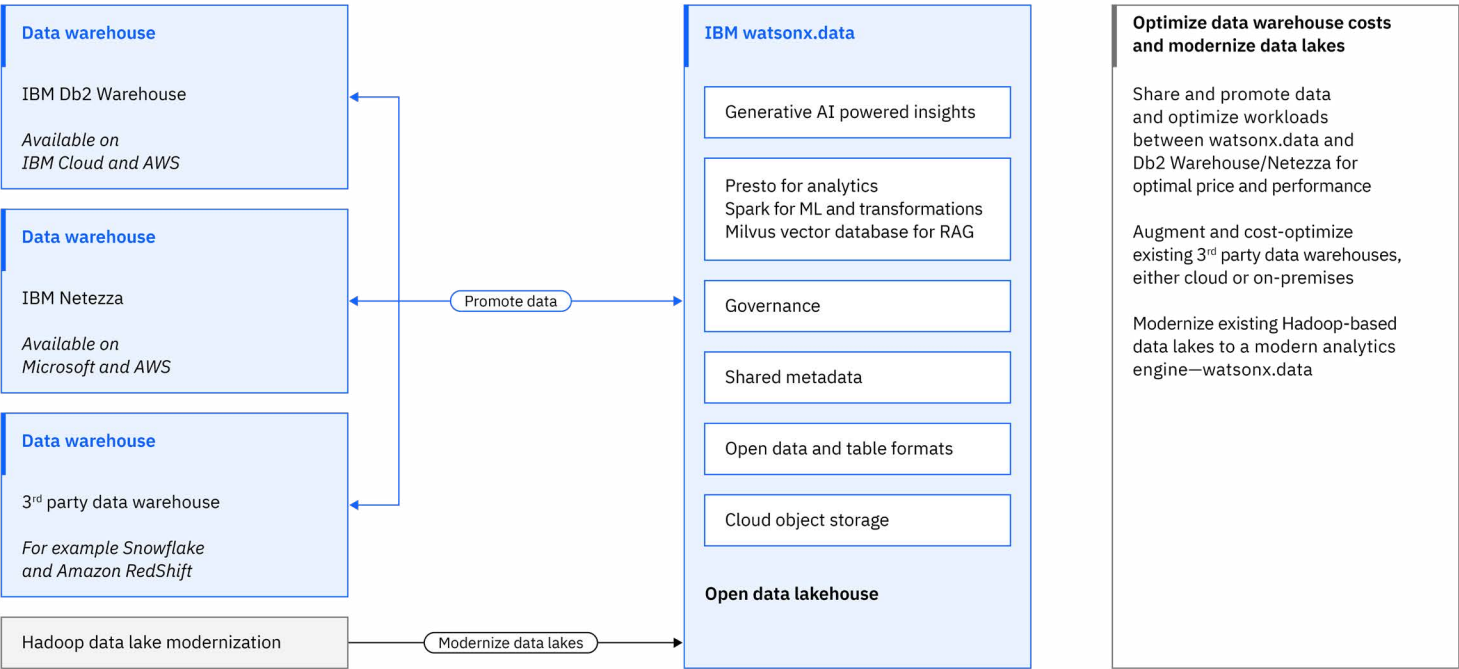 Data warehouse
IBM Db2 Warehouse
Available on
IBM Cloud and AWS
Data warehouse
IBM Netezza
Available on
Microsoft and AWS
Data warehouse
3rd party data warehouse
For example Snowflake
and Amazon RedShift
Hadoop data lake modernization
Promote data
Modernize data lakes
IBM watsonx.data
Generative AI powered insights
Presto for analytics
Spark for ML and transformations
Milvus vector database for RAG
Governance
Shared metadata
Open data and table formats
Cloud object storage
Open data lakehouse
Optimize data warehouse costs
and modernize data lakes
Share and promote data
and optimize workloads
between watsonx.data and
Db2 Warehouse/Netezza for
optimal price and performance
Augment and cost-optimize
existing 3rd party data warehouses,
either cloud or on-premises
Modernize existing Hadoop-based
data lakes to a modern analytics
engine—watsonx.data